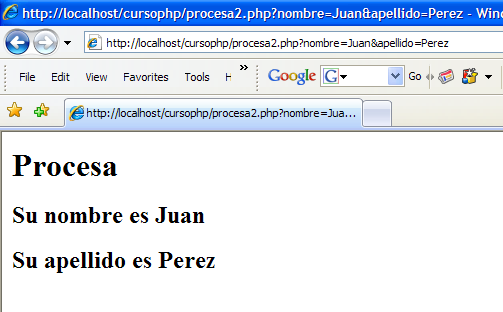 http://localhost/cursophp/procesa2.php?nombre=Juan&apellido=Perez - Wind
http://localhost/cursophp/procesa2.php?nombre=Juan&apellido=Perez
File Edit View Favorites Tools H » Google G Go
http://localhost/cursophp/procesa2.php?nombre=Jua...
Procesa
Su nombre es Juan
Su apellido es Perez